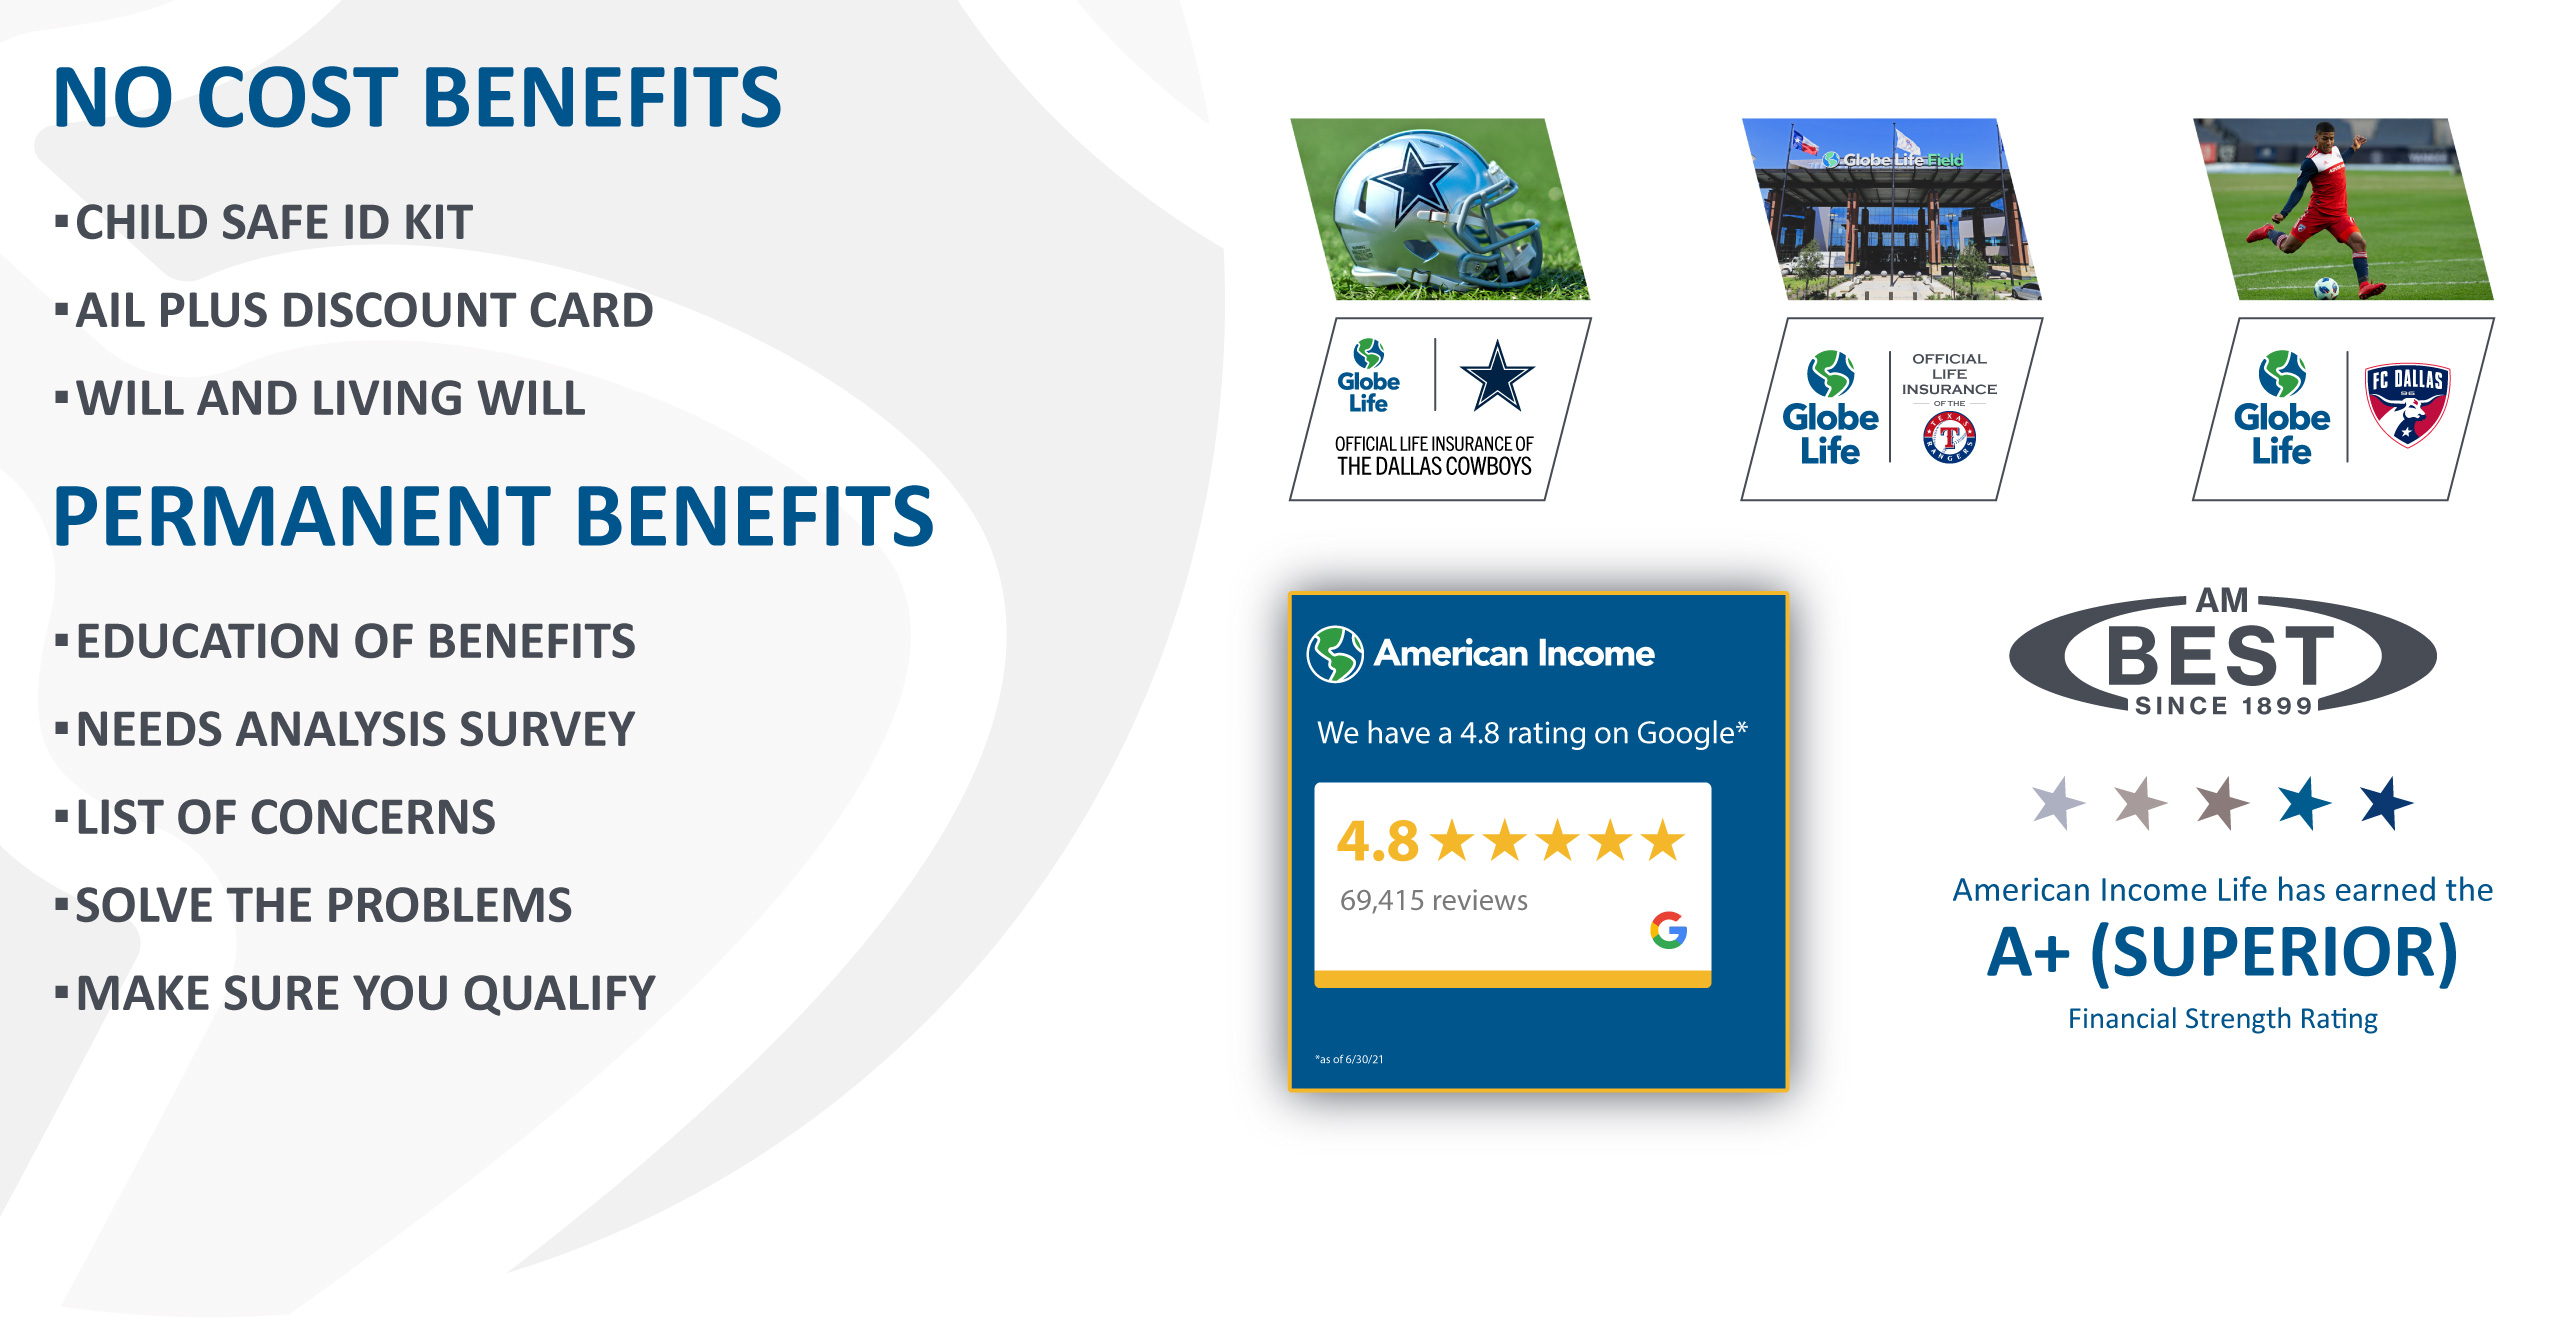 NO COST BENEFITS
▪CHILD SAFE ID KIT
▪AIL PLUS DISCOUNT CARD
▪WILL AND LIVING WILL
PERMANENT BENEFITS
▪EDUCATION OF BENEFITS
▪NEEDS ANALYSIS SURVEY
▪LIST OF CONCERNS
▪SOLVE THE PROBLEMS
▪MAKE SURE YOU QUALIFY
Globe Life
OFFICIAL LIFE INSURANCE OF
THE DALLAS COWBOYS
Globe Life Field
Globe
Life
OFFICIAL
LIFE
INSURANCE
OF THE
TEXAS
T
RANGERS
Globe
Life
FC DALLAS
96
American Income
We have a 4.8 rating on Google*
4.8 ★★★★★
69,415 reviews
G
*as of 6/30/21
AM
BEST
SINCE 1899
American Income Life has earned the
A+ (SUPERIOR)
Financial Strength Rating